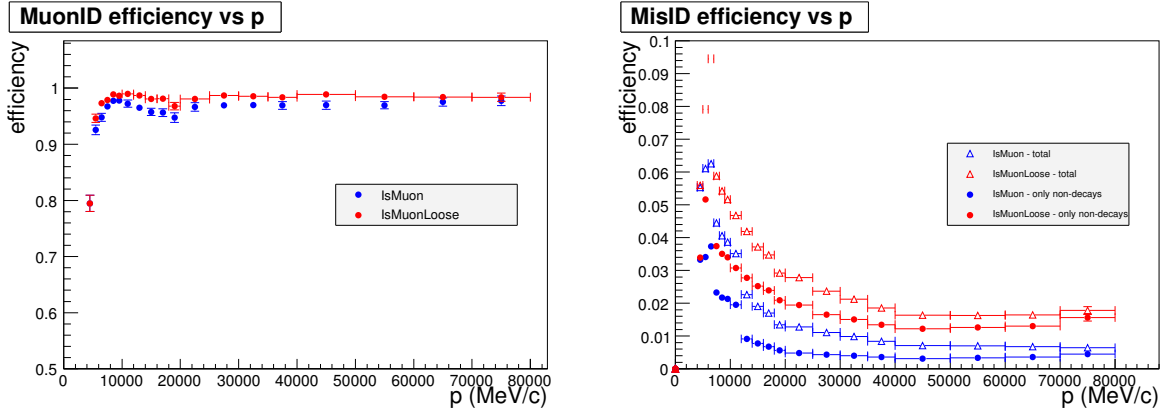 MuonID efficiency vs p
efficiency
1
0.9
0.8
0.7
0.6
0.5
IsMuon
IsMuonLoose
0 10000 20000 30000 40000 50000 60000 70000 80000
p (MeV/c)
MisID efficiency vs p
efficiency
0.1
0.09
0.08
0.07
0.06
0.05
0.04
0.03
0.02
0.01
0
IsMuon - total
IsMuonLoose - total
IsMuon - only non-decays
IsMuonLoose - only non-decays
0 10000 20000 30000 40000 50000 60000 70000 80000
p (MeV/c)